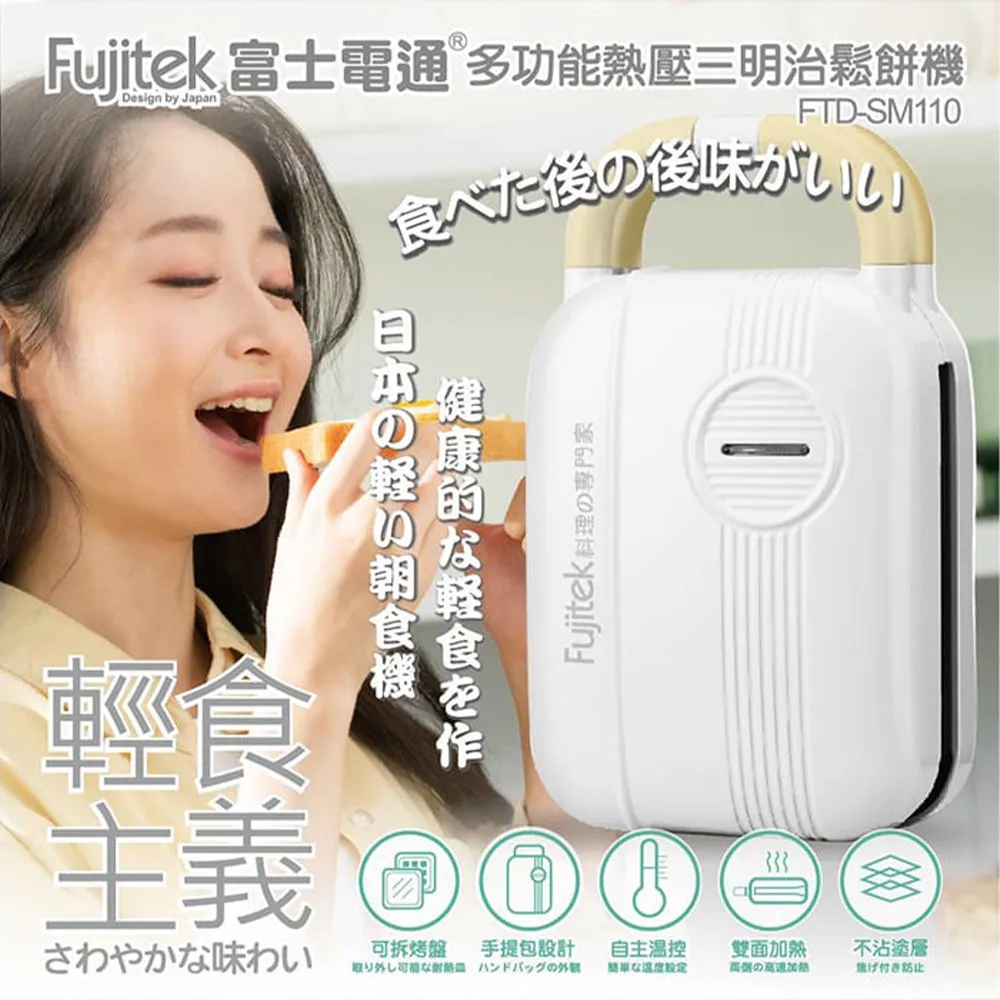 Fujitek 富士電通® 多功能熱壓三明治鬆餅機
Design by Japan
FTD-SM110
食べた後の後味がいい
日本の軽い朝食機
健康的な軽食を作
Fujitek 料理の專門家
輕食
主義
さわやかな味わい
可拆烤盤
取り外し可能な耐熱皿
手提包設計
ハンドバッグの外観
自主溫控
簡単な温度設定
雙面加熱
両側の高速加熱
不沾塗層
焦げ付き防止